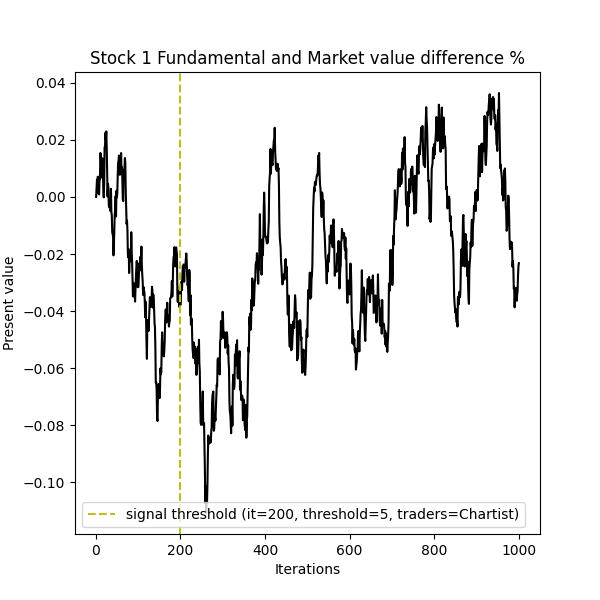 Stock 1 Fundamental and Market value difference %
0.04
0.02
0.00
−0.02
−0.04
−0.06
−0.08
−0.10
Present value
signal threshold (it=200, threshold=5, traders=Chartist)
0 200 400 600 800 1000
Iterations